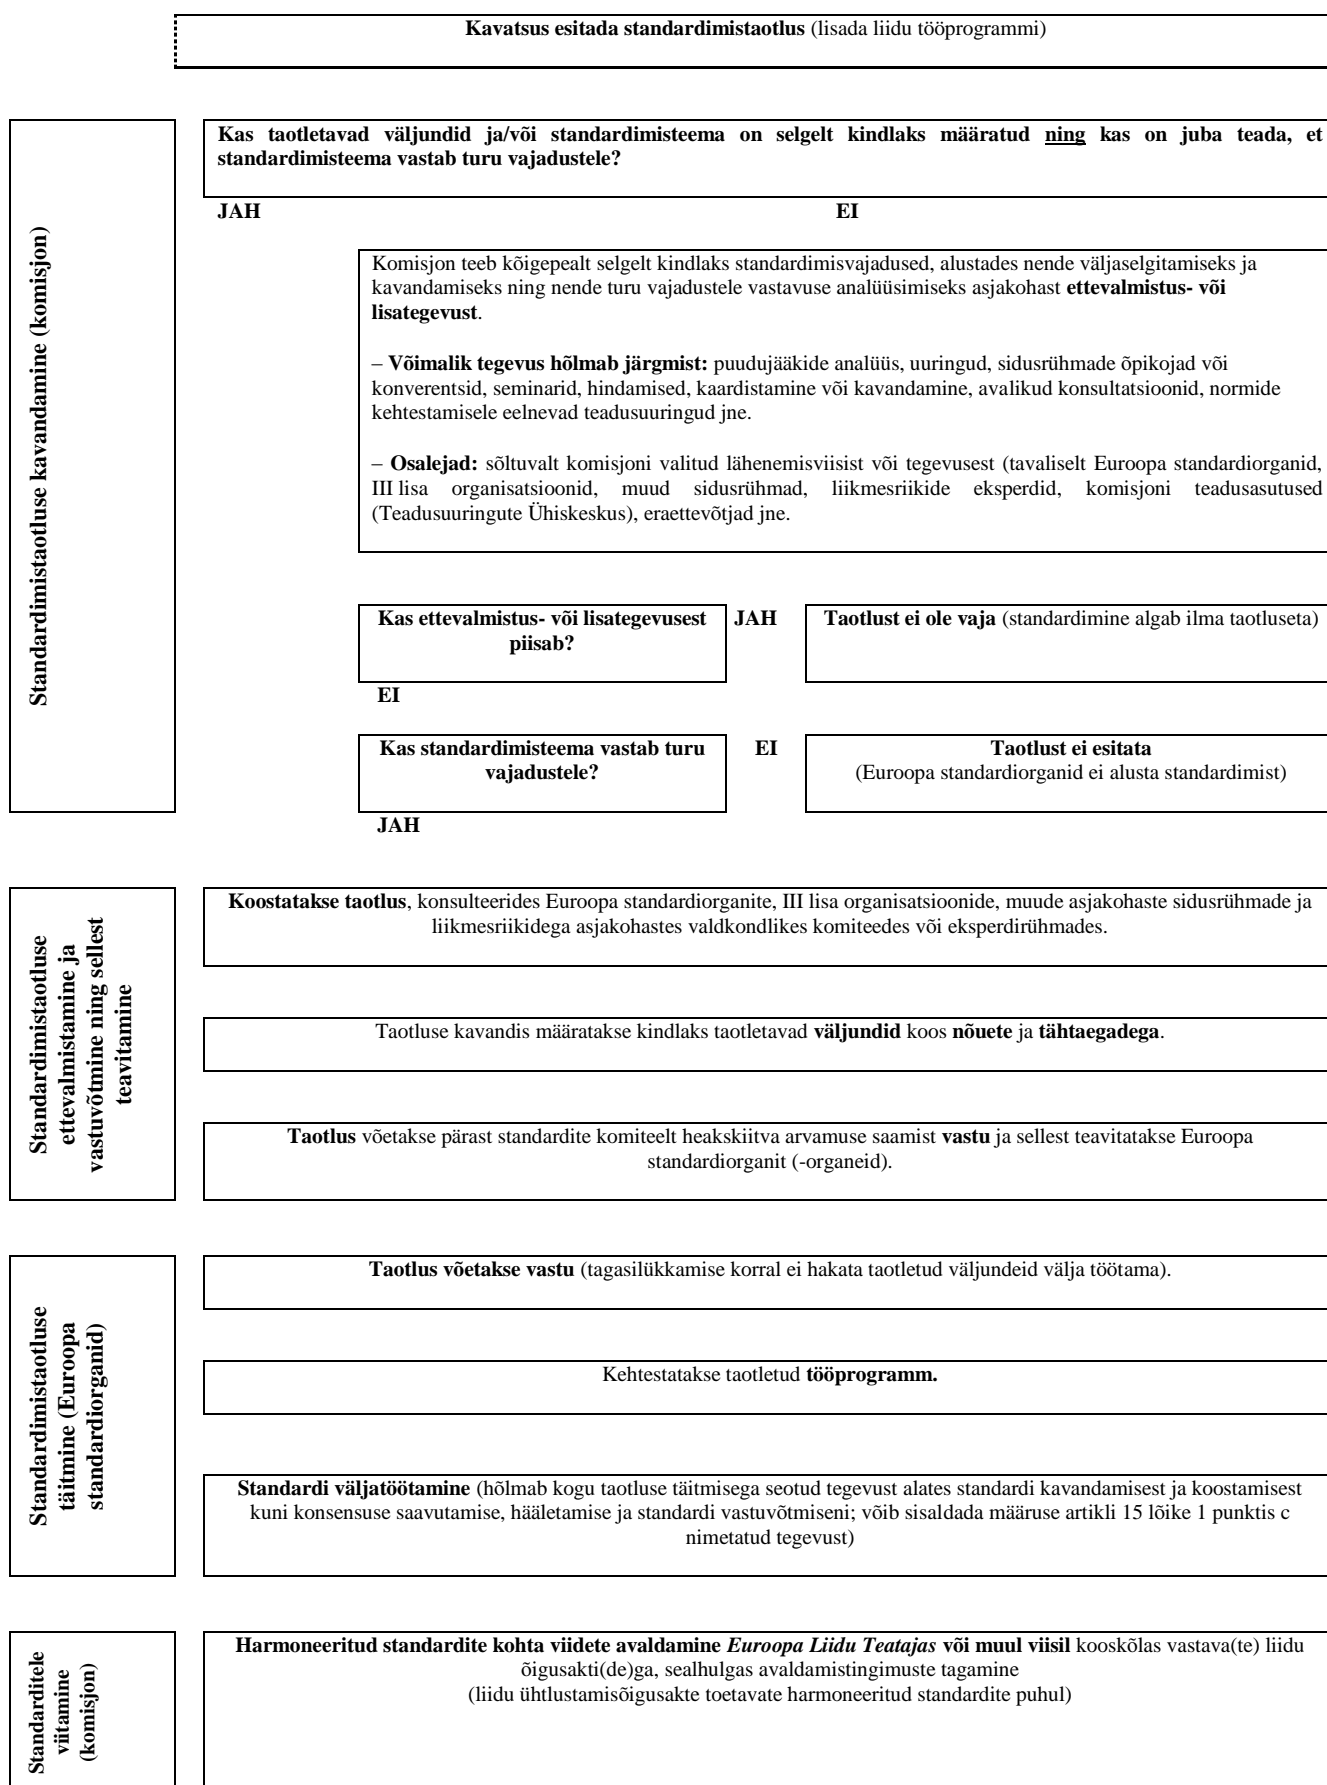 Kavatsus esitada standardimistaotlus (lisada liidu tööprogrammi)
Standardimistaotluse kavandamine (komisjon)
Kas taotletavad väljundid ja/või standardimisteema on selgelt kindlaks määratud ning kas on juba teada, et
standardimisteema vastab turu vajadustele?
JAH EI
Komisjon teeb kõigepealt selgelt kindlaks standardimisvajadused, alustades nende väljaselgitamiseks ja
kavandamiseks ning nende turu vajadustele vastavuse analüüsimiseks asjakohast ettevalmistus- või
lisategevust.
– Võimalik tegevus hõlmab järgmist: puudujääkide analüüs, uuringud, sidusrühmade õpikojad või
konverentsid, seminarid, hindamised, kaardistamine või kavandamine, avalikud konsultatsioonid, normide
kehtestamisele eelnevad teadusuuringud jne.
– Osalejad: sõltuvalt komisjoni valitud lähenemisviisist või tegevusest (tavaliselt Euroopa standardiorganid,
III lisa organisatsioonid, muud sidusrühmad, liikmesriikide eksperdid, komisjoni teadusasutused
(Teadusuuringute Ühiskeskus), eraettevõtjad jne.
Kas ettevalmistus- või lisategevusest
piisab?
JAH
Taotlust ei ole vaja (standardimine algab ilma taotluseta)
EI
Kas standardimisteema vastab turu
vajadustele?
EI
Taotlust ei esitata
(Euroopa standardiorganid ei alusta standardimist)
JAH
Standardimistaotluse
ettevalmistamine ja
vastuvõtmine ning sellest
teavitamine
Koostatakse taotlus, konsulteerides Euroopa standardiorganite, III lisa organisatsioonide, muude asjakohaste sidusrühmade ja
liikmesriikidega asjakohastes valdkondlikes komiteedes või eksperdirühmades.
Taotluse kavandis määratakse kindlaks taotletavad väljundid koos nõuete ja tähtaegadega.
Taotlus võetakse pärast standardite komiteelt heakskiitva arvamuse saamist vastu ja sellest teavitatakse Euroopa
standardiorganit (-organeid).
Standardimistaotluse
täitmine (Euroopa
standardiorganid)
Taotlus võetakse vastu (tagasilükkamise korral ei hakata taotletud väljundeid välja töötama).
Kehtestatakse taotletud tööprogramm.
Standardi väljatöötamine (hõlmab kogu taotluse täitmisega seotud tegevust alates standardi kavandamisest ja koostamisest
kuni konsensuse saavutamise, hääletamise ja standardi vastuvõtmiseni; võib sisaldada määruse artikli 15 lõike 1 punktis c
nimetatud tegevust)
Standarditele
viitamine
(komisjon)
Harmoneeritud standardite kohta viidete avaldamine Euroopa Liidu Teatajas või muul viisil kooskõlas vastava(te) liidu
õigusakti(de)ga, sealhulgas avaldamistingimuste tagamine
(liidu ühtlustamisõigusakte toetavate harmoneeritud standardite puhul)